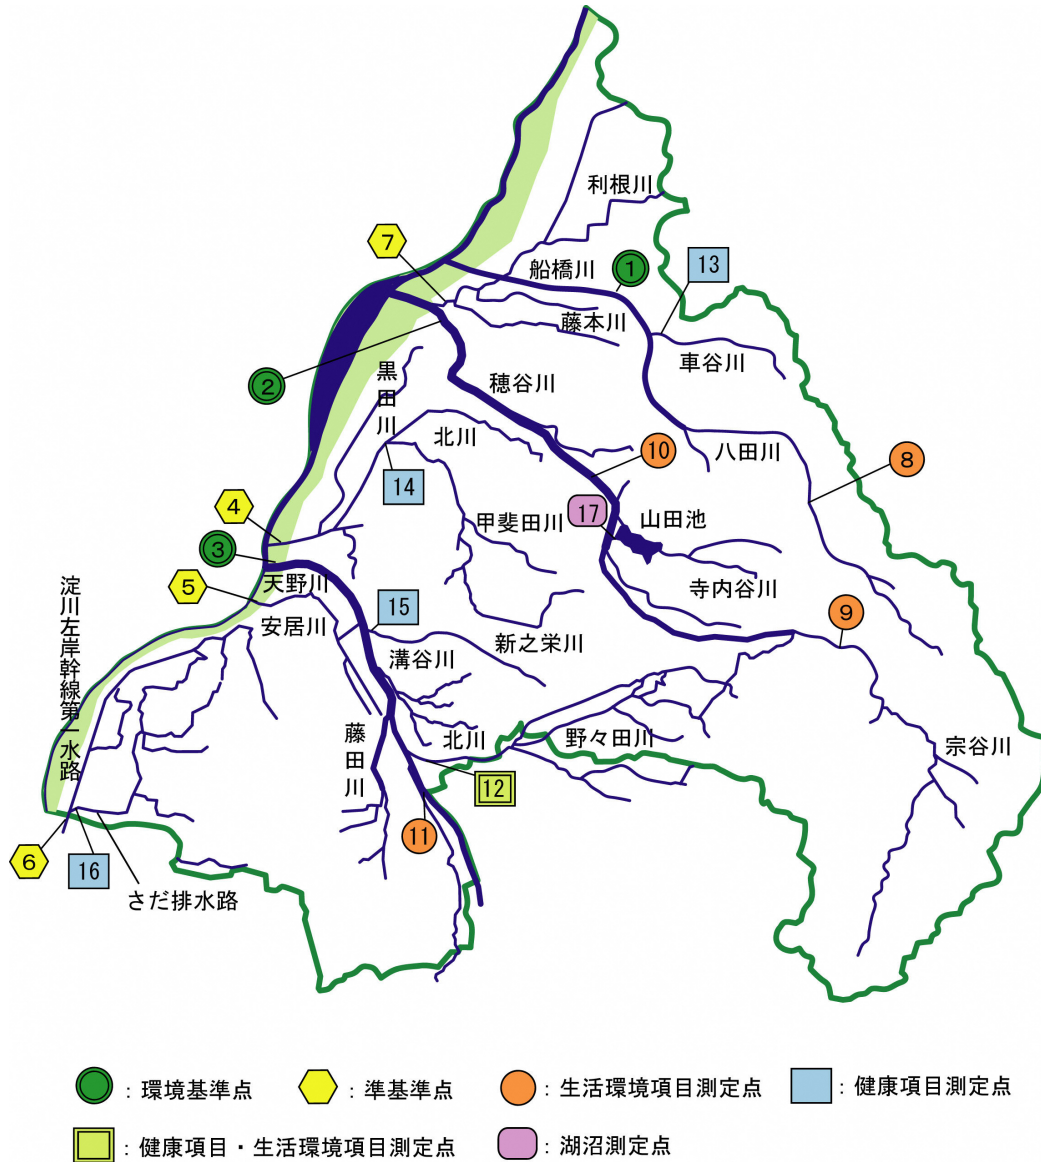 利根川
7
船橋川
1
13
藤本川
車谷川
2
黒田川
穂谷川
北川
10
八田川
8
14
4
甲斐田川
17
山田池
3
天野川
5
淀川左岸幹線第一水路
安居川
15
寺内谷川
9
新之栄川
溝谷川
藤田川
北川
野々田川
宗谷川
12
11
6
16
さだ排水路
：環境基準点
：準基準点
：生活環境項目測定点
：健康項目測定点
：健康項目・生活環境項目測定点
：湖沼測定点